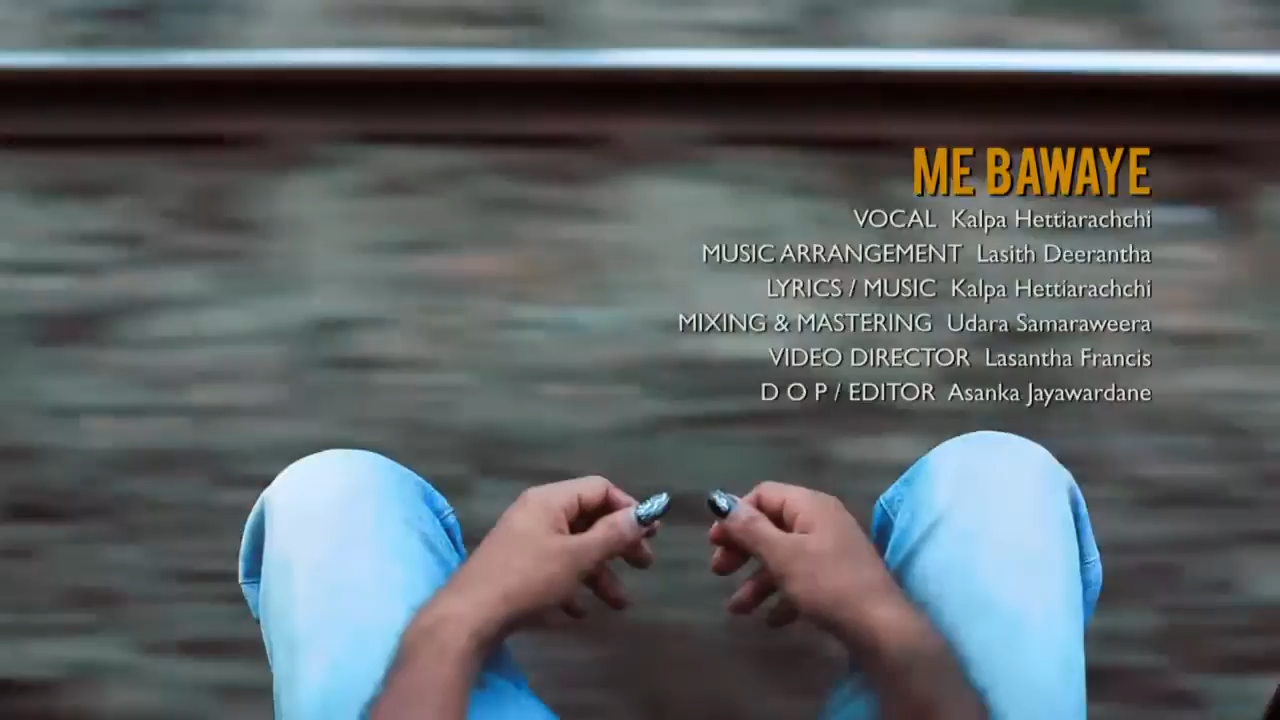 ME BAWAYE
VOCAL Kalpa Hettiarachchi
MUSIC ARRANGEMENT Lasith Deerantha
LYRICS / MUSIC Kalpa Hettiarachchi
MIXING & MASTERING Udara Samaraweera
VIDEO DIRECTOR Lasantha Francis
D O P / EDITOR Asanka Jayawardane